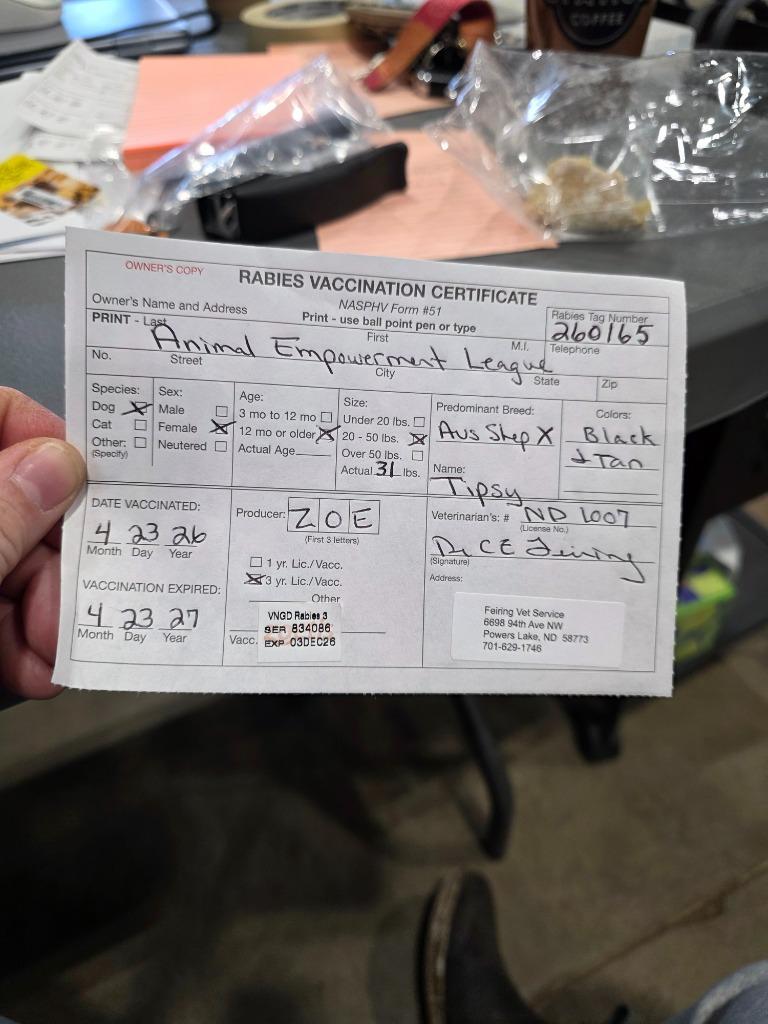 COFFEE
OWNER'S COPY
RABIES VACCINATION CERTIFICATE
NASPHV Form #51
Owner's Name and Address
Print - use ball point pen or type
Rabies Tag Number
260165
PRINT - Last
First
M.I.
Telephone
Animal Empowerment League
No.
Street
City
State
Zip
Species:
Dog X
Cat
Other:
(Specify)
Sex:
Male
Female X
Neutered
Age:
3 mo to 12 mo
12 mo or older X
Actual Age
Size:
Under 20 lbs.
20 - 50 lbs. X
Over 50 lbs.
Actual 31 lbs.
Predominant Breed:
Aus Shep X
Name:
Tipsy
Colors:
Black
+ Tan
DATE VACCINATED:
4 23 26
Month Day Year
VACCINATION EXPIRED:
4 23 27
Month Day Year
Producer: ZOE
(First 3 letters)
1 yr. Lic./Vacc.
X 3 yr. Lic./Vacc.
Other
Vacc.
VNGD Rabies 3
SER 834086
EXP 03DEC26
Veterinarian's: # ND 1007
(License No.)
Dr CE Feiring
(Signature)
Address:
Feiring Vet Service
6698 94th Ave NW
Powers Lake, ND 58773
701-629-1746